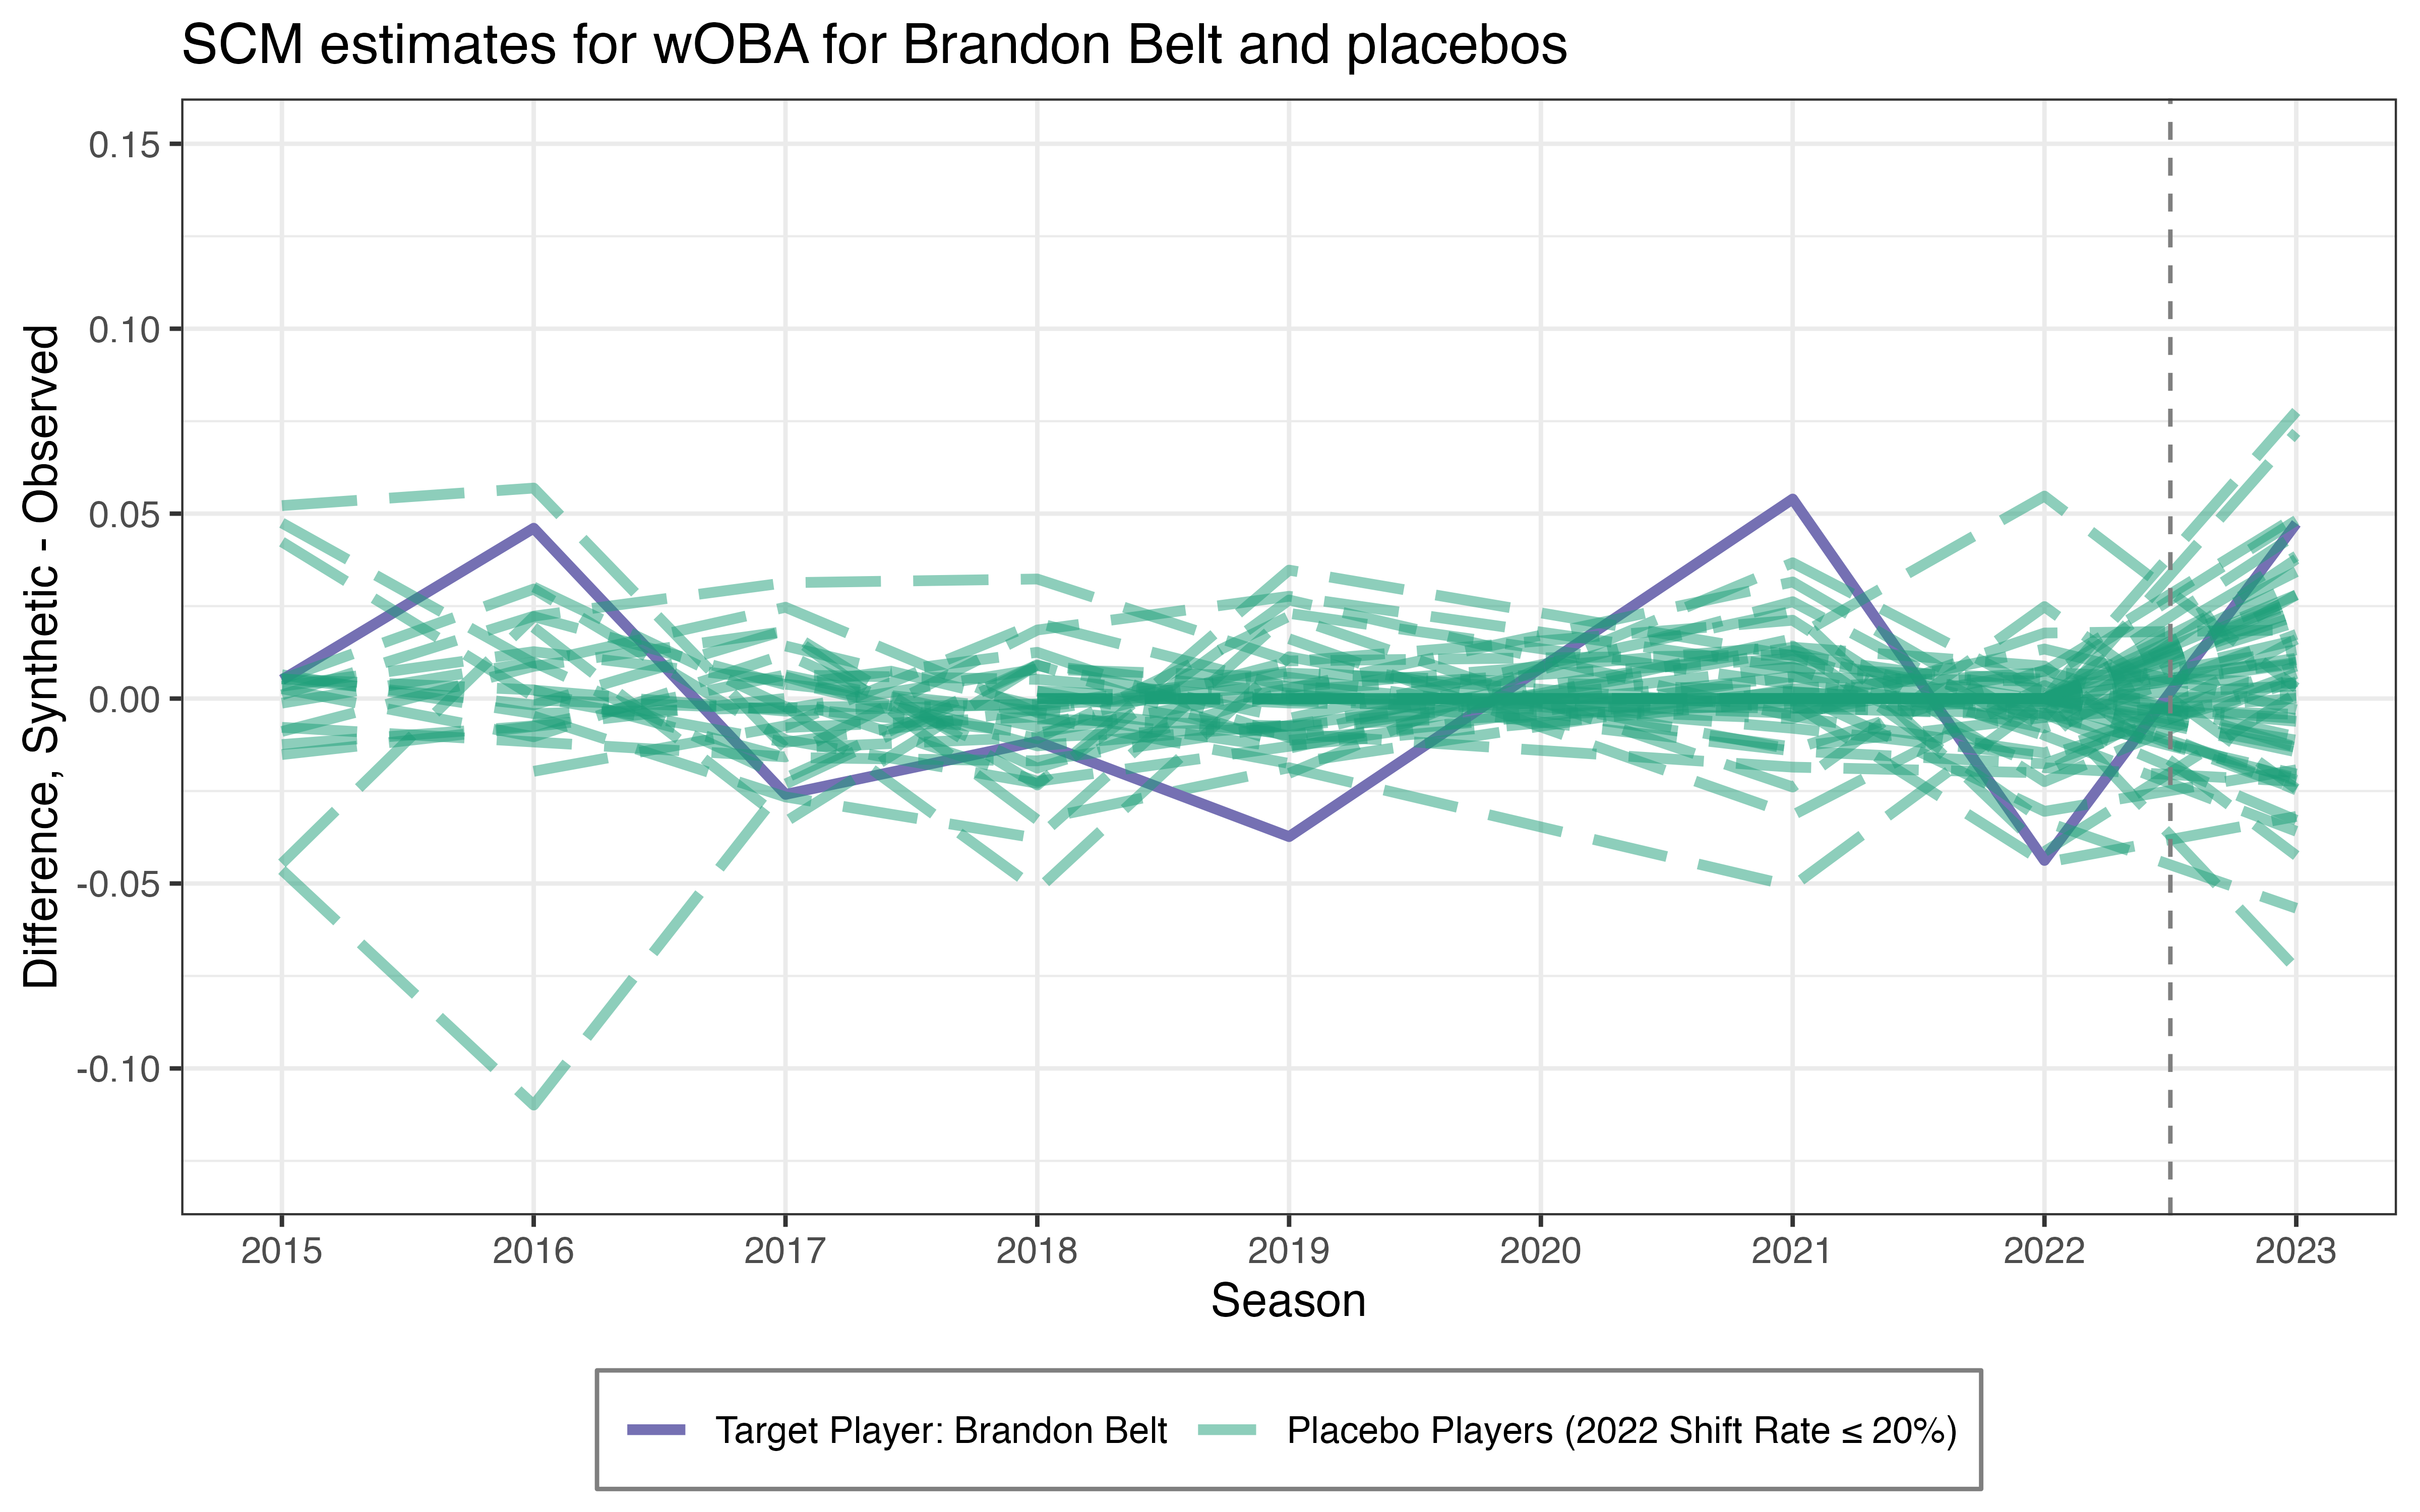 SCM estimates for wOBA for Brandon Belt and placebos
Difference, Synthetic - Observed
0.15
0.10
0.05
0.00
-0.05
-0.10
2015 2016 2017 2018 2019 2020 2021 2022 2023
Season
Target Player: Brandon Belt Placebo Players (2022 Shift Rate ≤ 20%)